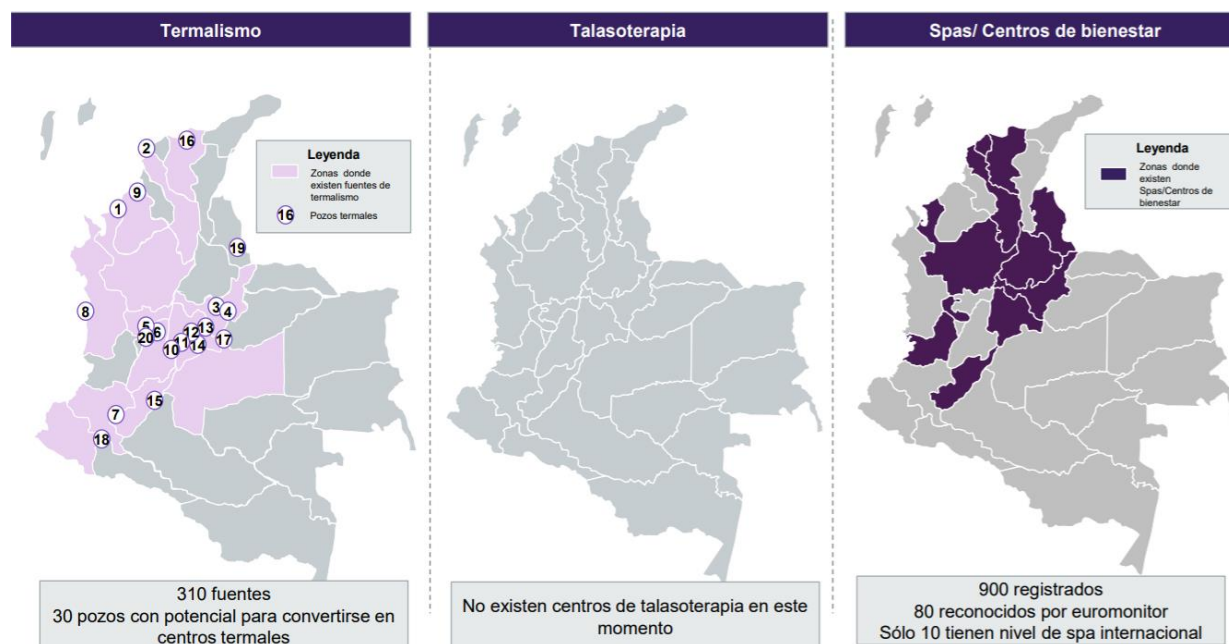 Termalismo
Talasoterapia
Spas/ Centros de bienestar
Leyenda
Zonas donde
existen fuentes de
termalismo
16
Pozos termales
2
16
9
1
19
8
3
4
5
6
20
12
13
11
14
10
17
15
7
18
Leyenda
Zonas donde
existen
Spas/Centros de
bienestar
310 fuentes
30 pozos con potencial para convertirse en
centros termales
No existen centros de talasoterapia en este
momento
900 registrados
80 reconocidos por euromonitor
Sólo 10 tienen nivel de spa internacional